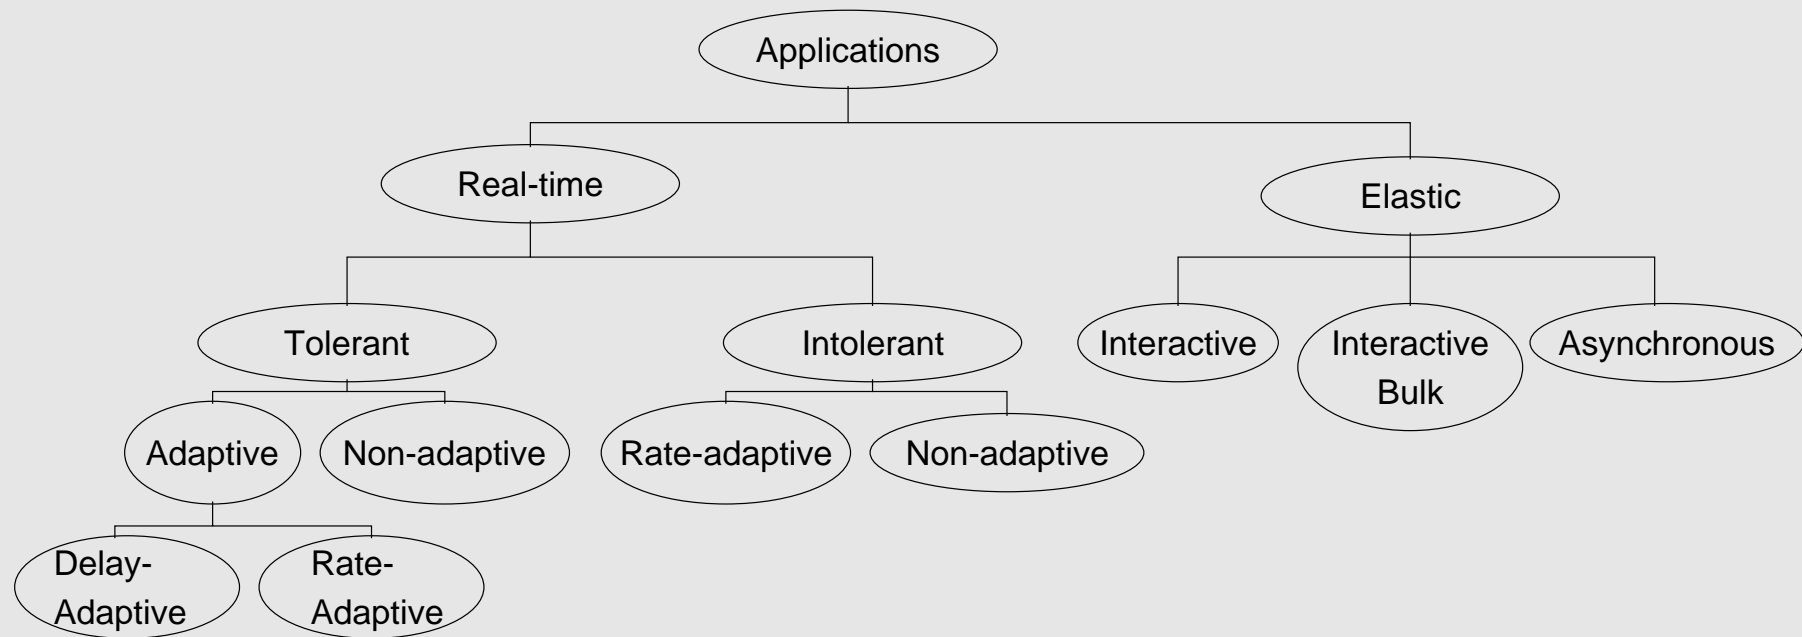 Applications
Real-time
Elastic
Tolerant
Intolerant
Interactive
Interactive
Bulk
Asynchronous
Adaptive
Non-adaptive
Rate-adaptive
Non-adaptive
Delay-
Adaptive
Rate-
Adaptive